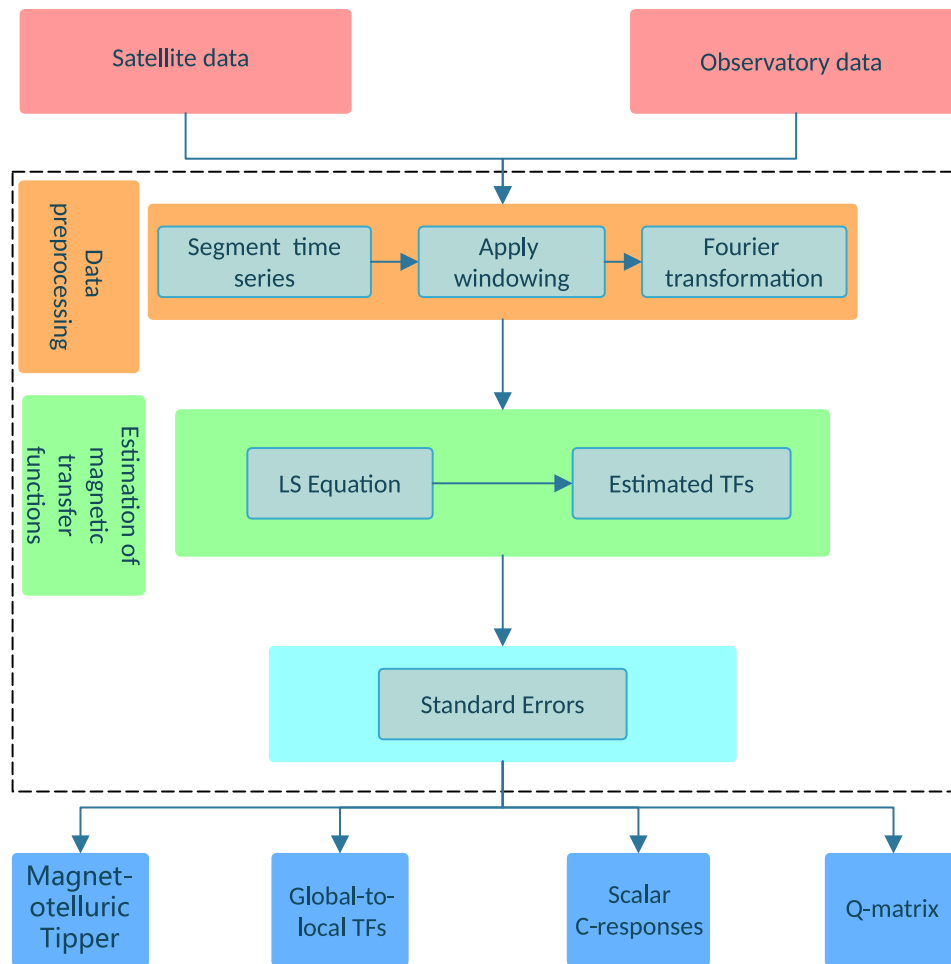 Satellite data
Observatory data
Data
preprocessing
Segment time
series
Apply
windowing
Fourier
transformation
Estimation of
magnetic
transfer
functions
LS Equation
Estimated TFs
Standard Errors
Magnet-
otelluric
Tipper
Global-to-
local TFs
Scalar
C-responses
Q-matrix